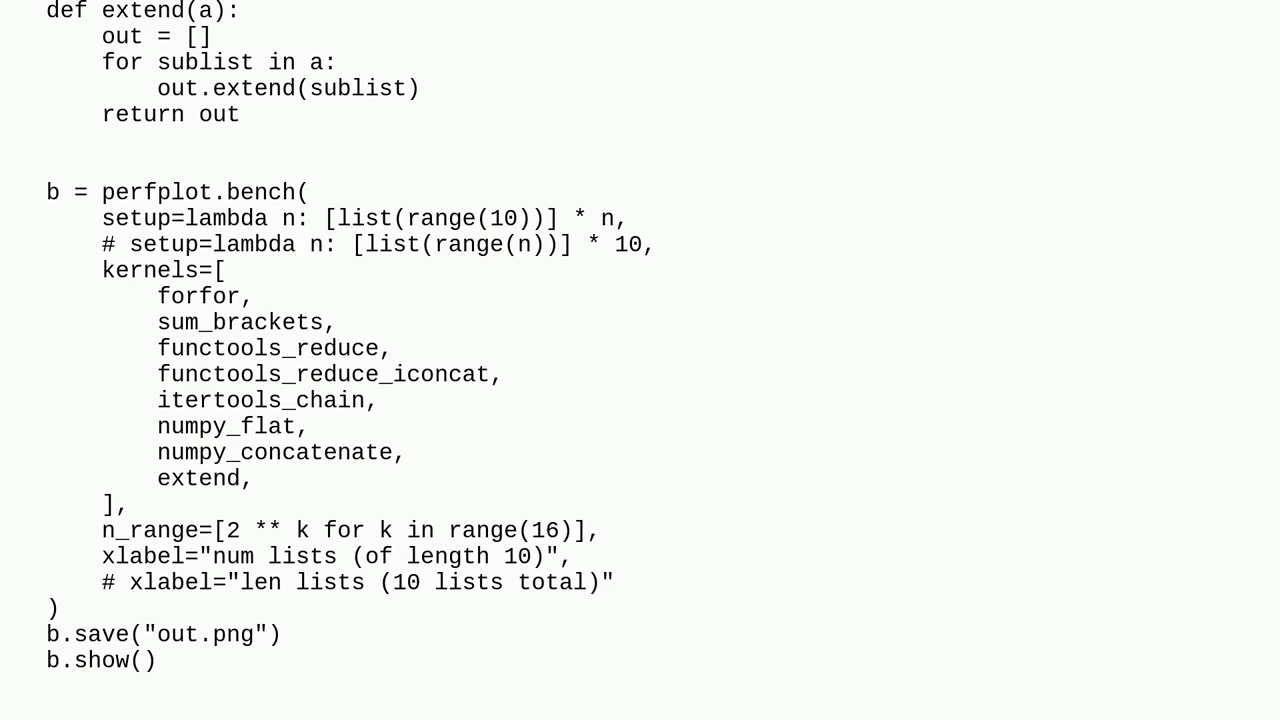 def extend(a):
    out = []
    for sublist in a:
        out.extend(sublist)
    return out


b = perfplot.bench(
    setup=lambda n: [list(range(10))] * n,
    # setup=lambda n: [list(range(n))] * 10,
    kernels=[
        forfor,
        sum_brackets,
        functools_reduce,
        functools_reduce_iconcat,
        itertools_chain,
        numpy_flat,
        numpy_concatenate,
        extend,
    ],
    n_range=[2 ** k for k in range(16)],
    xlabel="num lists (of length 10)",
    # xlabel="len lists (10 lists total)"
)
b.save("out.png")
b.show()